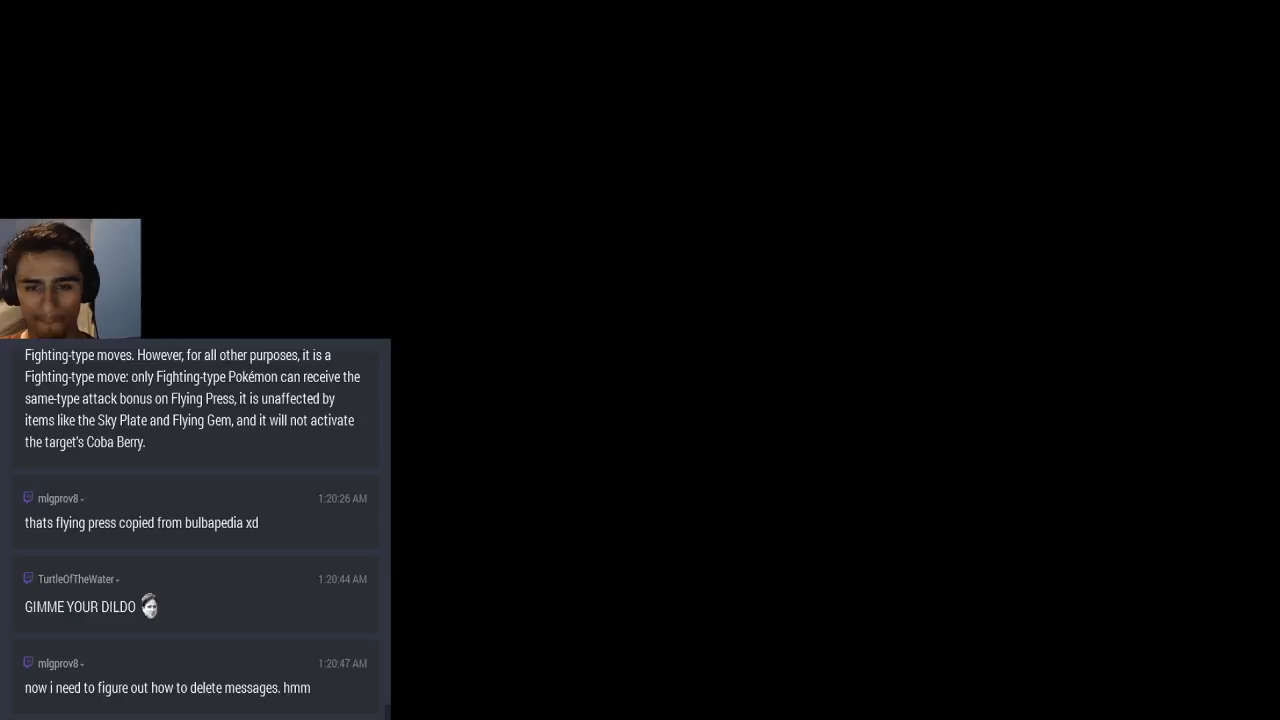 Fighting-type moves. However, for all other purposes, it is a
Fighting-type move: only Fighting-type Pokémon can receive the
same-type attack bonus on Flying Press, it is unaffected by
items like the Sky Plate and Flying Gem, and it will not activate
the target's Coba Berry.
mlgprov8 1:20:26 AM
thats flying press copied from bulbapedia xd
TurtleOfTheWater 1:20:44 AM
GIMME YOUR DILDO
mlgprov8 1:20:47 AM
now i need to figure out how to delete messages. hmm